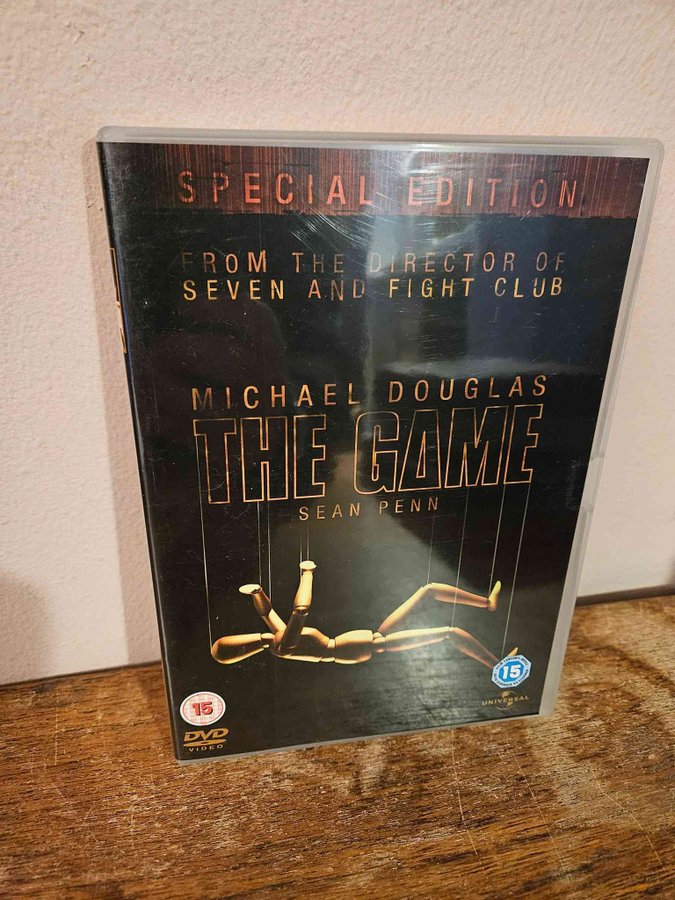 SPECIAL EDITION
FROM THE DIRECTOR OF
SEVEN AND FIGHT CLUB
MICHAEL DOUGLAS
THE GAME
SEAN PENN
15
15
UNIVERSAL
DVD
VIDEO